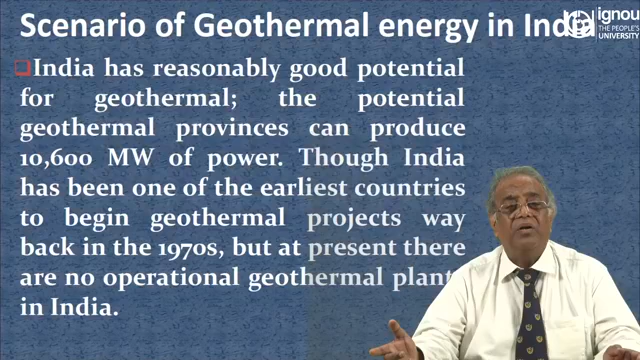 Scenario of Geothermal energy in India
ignou
THE PEOPLE'S
UNIVERSITY
India has reasonably good potential
for geothermal; the potential
geothermal provinces can produce
10,600 MW of power. Though India
has been one of the earliest countries
to begin geothermal projects way
back in the 1970s, but at present there
are no operational geothermal plants
in India.